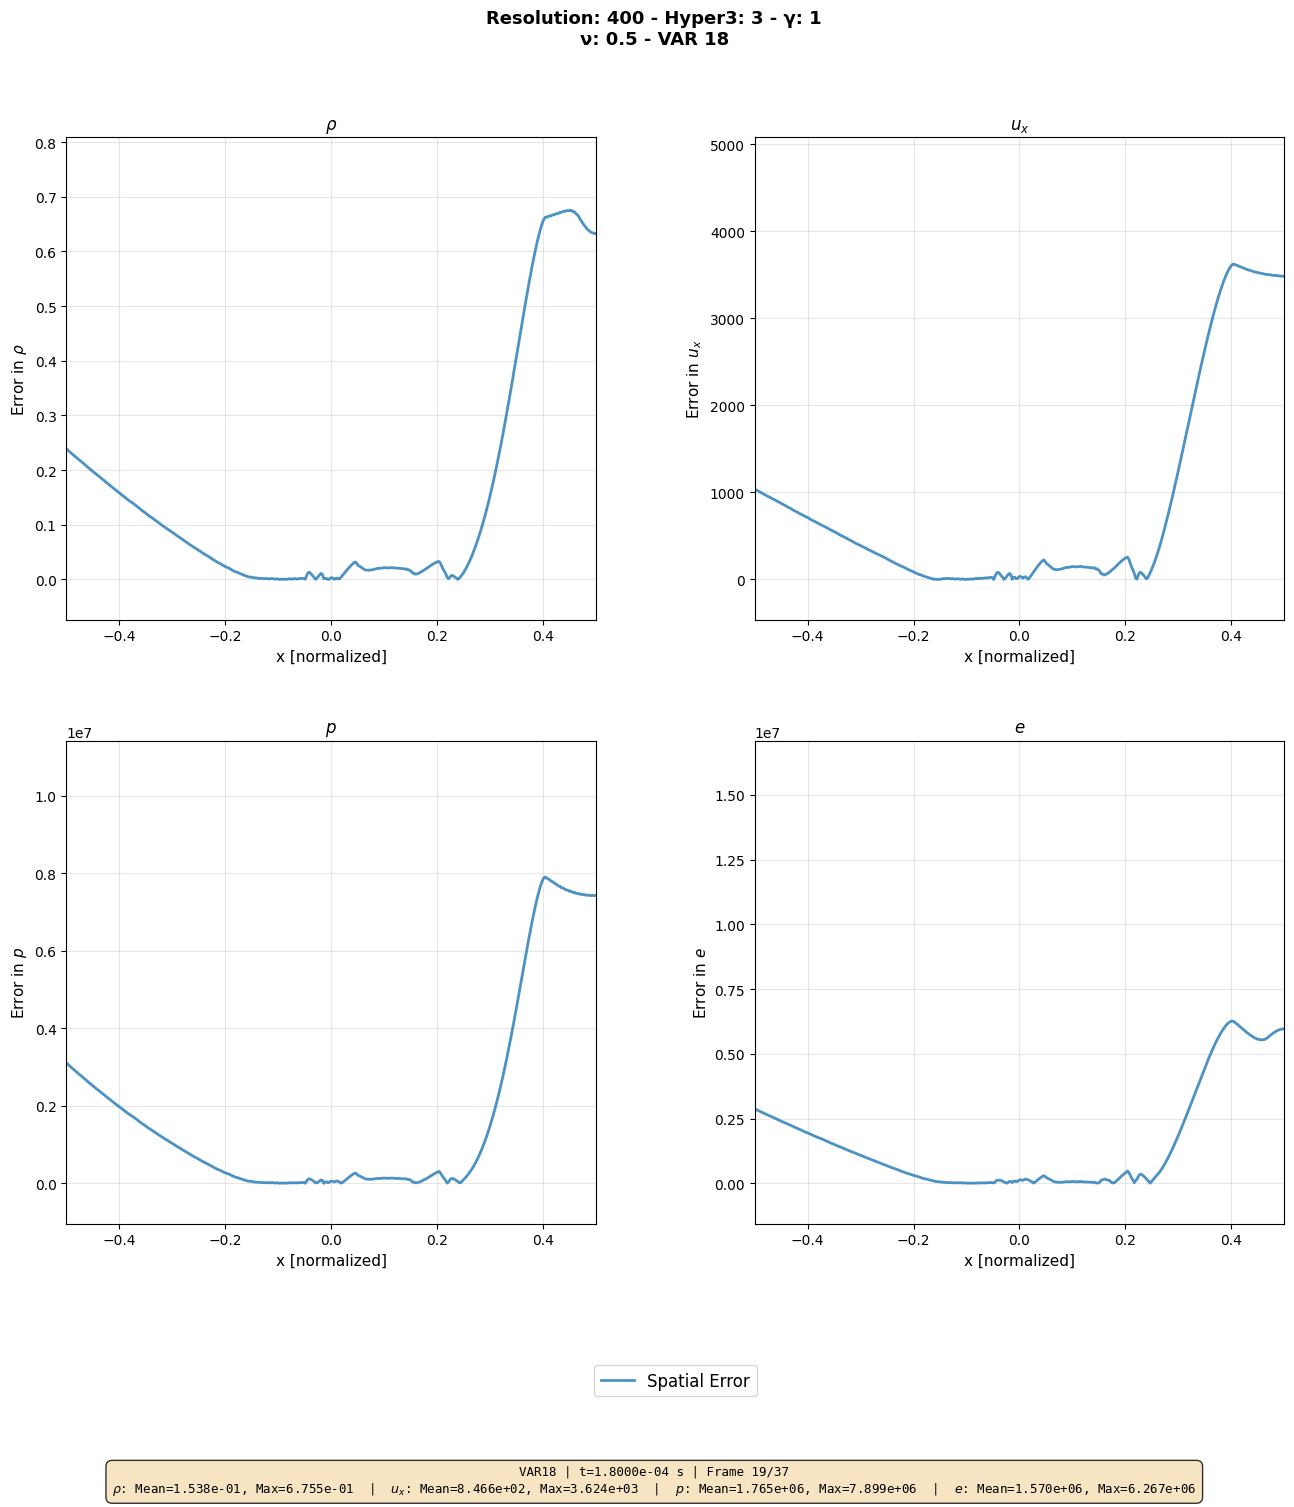 Resolution: 400 - Hyper3: 3 - γ: 1
ν: 0.5 - VAR 18
ρ
Error in ρ
0.8
0.7
0.6
0.5
0.4
0.3
0.2
0.1
0.0
−0.4 −0.2 0.0 0.2 0.4
x [normalized]
u_x
Error in u_x
5000
4000
3000
2000
1000
0
−0.4 −0.2 0.0 0.2 0.4
x [normalized]
p
1e7
Error in p
1.0
0.8
0.6
0.4
0.2
0.0
−0.4 −0.2 0.0 0.2 0.4
x [normalized]
e
1e7
Error in e
1.50
1.25
1.00
0.75
0.50
0.25
0.00
−0.4 −0.2 0.0 0.2 0.4
x [normalized]
Spatial Error
VAR18 | t=1.8000e-04 s | Frame 19/37
ρ: Mean=1.538e-01, Max=6.755e-01 | u_x: Mean=8.466e+02, Max=3.624e+03 | p: Mean=1.765e+06, Max=7.899e+06 | e: Mean=1.570e+06, Max=6.267e+06